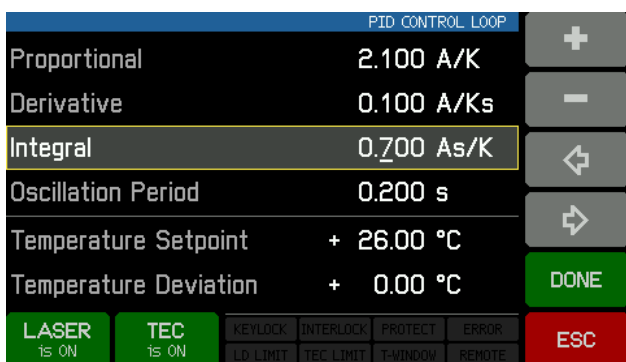 PID CONTROL LOOP
Proportional 2.100 A/K
Derivative 0.100 A/Ks
Integral 0.700 As/K
Oscillation Period 0.200 s
Temperature Setpoint + 26.00 °C
Temperature Deviation + 0.00 °C
DONE
LASER is ON
TEC is ON
KEYLOCK INTERLOCK PROTECT ERROR
LD LIMIT TEC LIMIT T-WINDOW REMOTE
ESC